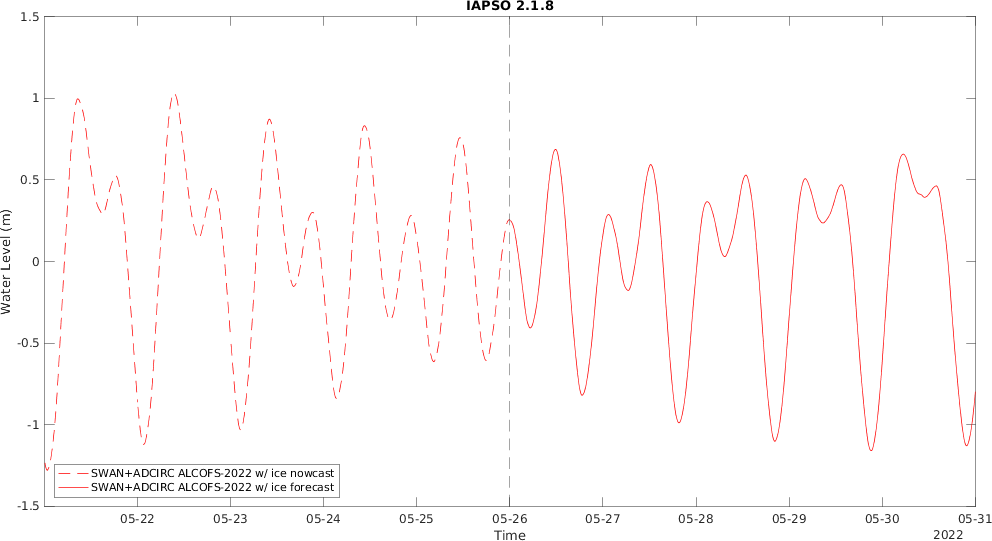 IAPSO 2.1.8
1.5
1
0.5
0
-0.5
-1
-1.5
Water Level (m)
SWAN+ADCIRC ALCOFS-2022 w/ ice nowcast
SWAN+ADCIRC ALCOFS-2022 w/ ice forecast
05-22 05-23 05-24 05-25 05-26 05-27 05-28 05-29 05-30 05-31
Time
2022